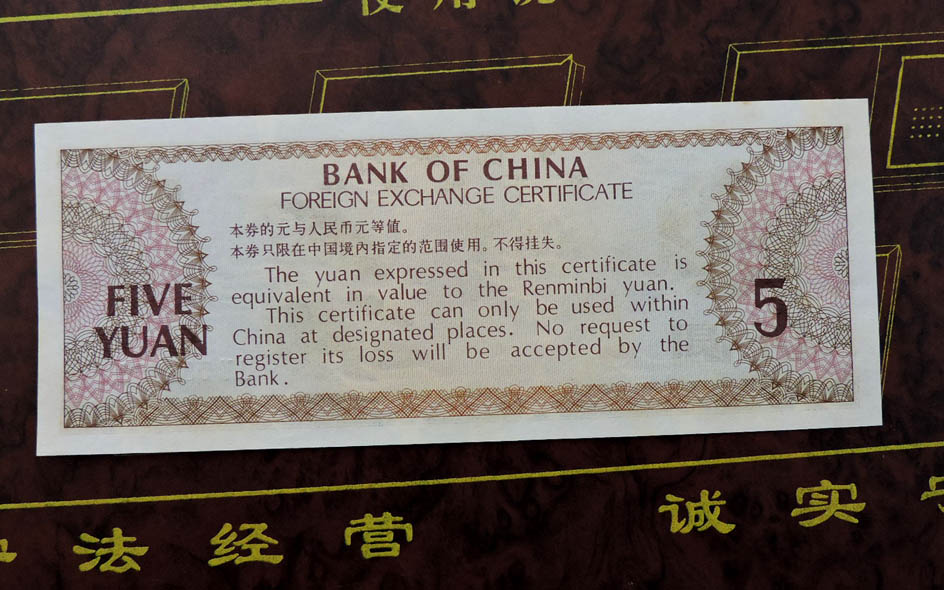 使用说
BANK OF CHINA
FOREIGN EXCHANGE CERTIFICATE
本券的元与人民币元等值。
本券只限在中国境内指定的范围使用。不得挂失。
The yuan expressed in this certificate is
equivalent in value to the Renminbi yuan.
This certificate can only be used within
China at designated places. No request to
register its loss will be accepted by the
Bank.
FIVE
YUAN
5
法经营
诚实